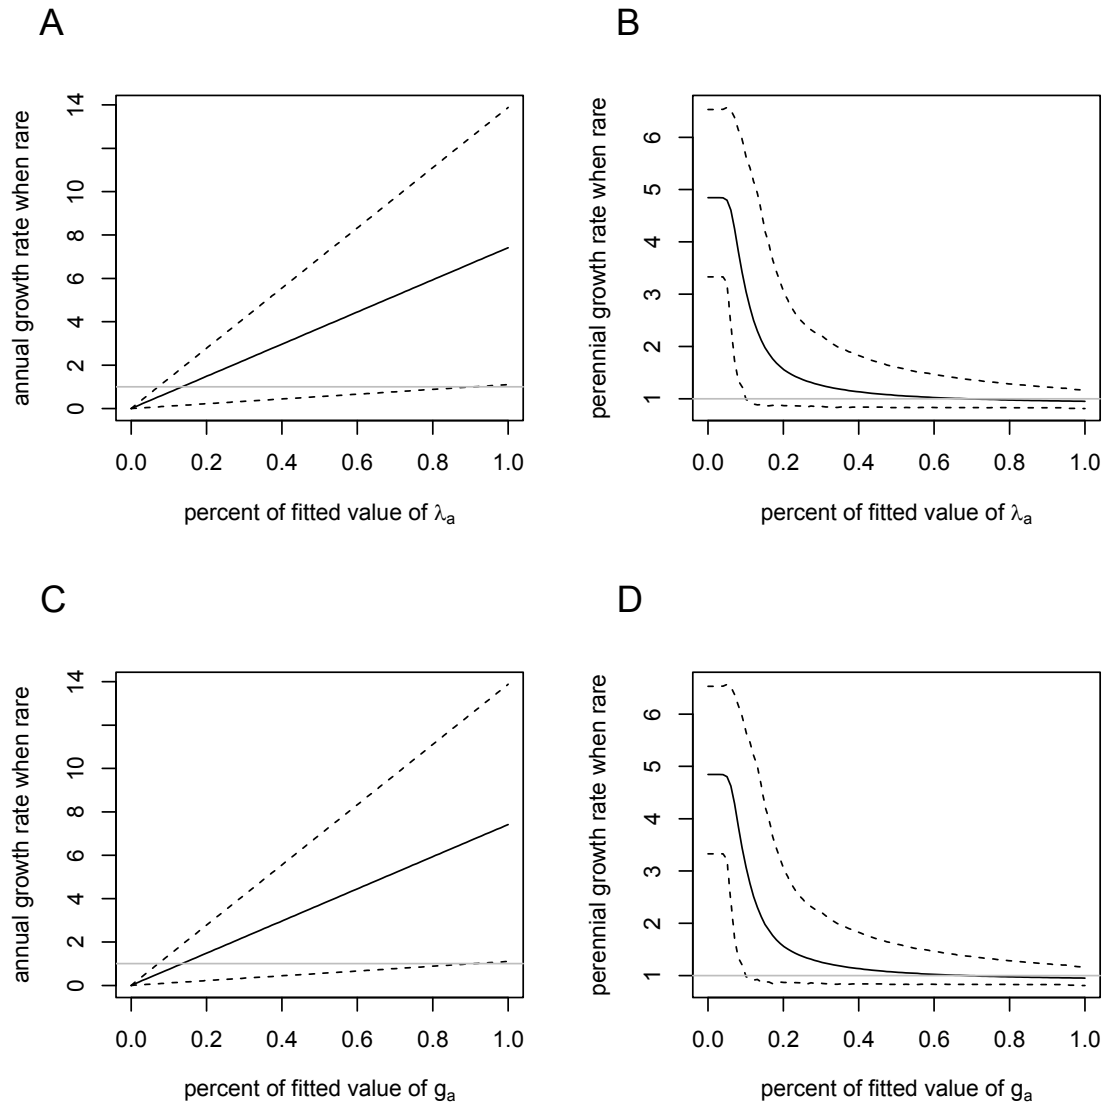 A
B
annual growth rate when rare
0
2
4
6
8
10
14
0.0 0.2 0.4 0.6 0.8 1.0
percent of fitted value of λa
perennial growth rate when rare
1
2
3
4
5
6
0.0 0.2 0.4 0.6 0.8 1.0
percent of fitted value of λa
C
D
annual growth rate when rare
0
2
4
6
8
10
14
0.0 0.2 0.4 0.6 0.8 1.0
percent of fitted value of ga
perennial growth rate when rare
1
2
3
4
5
6
0.0 0.2 0.4 0.6 0.8 1.0
percent of fitted value of ga